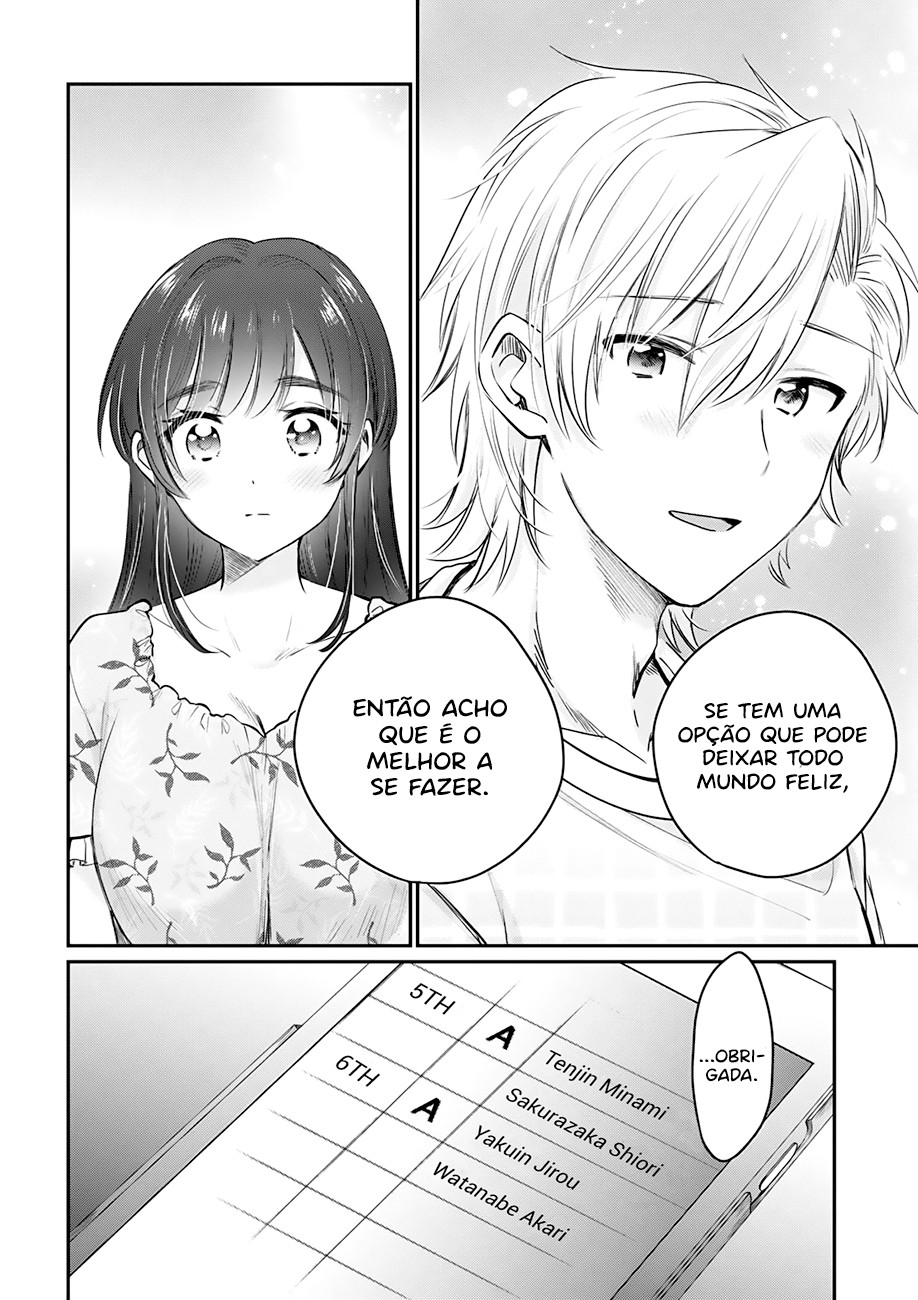 SE TEM UMA
OPÇÃO QUE PODE
DEIXAR TODO
MUNDO FELIZ,
ENTÃO ACHO
QUE É O
MELHOR A
SE FAZER.
...OBRI-
GADA.
5TH A Tenjin Minami
Sakurazaka Shiori
6TH A Yakuin Jirou
Watanabe Akari